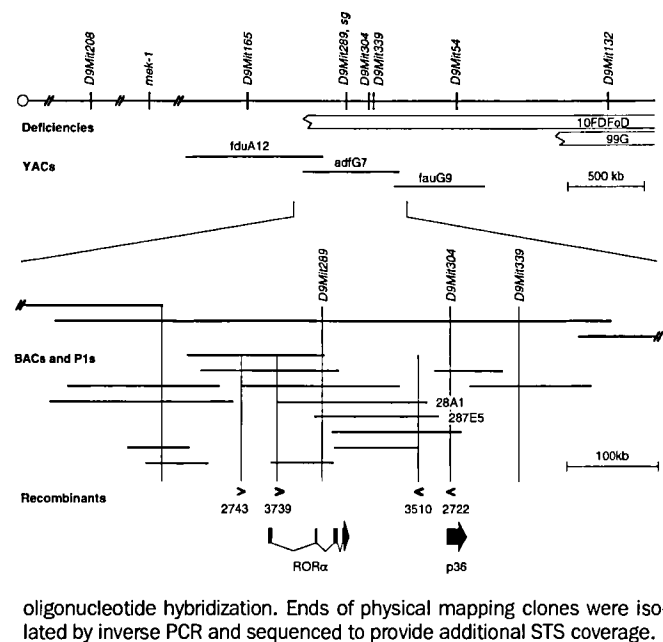 D9Mit208
mek-1
D9Mit165
D9Mit289, sg
D9Mit304
D9Mit339
D9Mit54
D9Mit132
Deficiencies
10FDFoD
99G
YACs
fduA12
adfG7
fauG9
500 kb
D9Mit289
D9Mit304
D9Mit339
BACs and P1s
28A1
287E5
100kb
Recombinants
> > < <
2743 3739 3510 2722
RORα p36
oligonucleotide hybridization. Ends of physical mapping clones were iso-
lated by inverse PCR and sequenced to provide additional STS coverage.